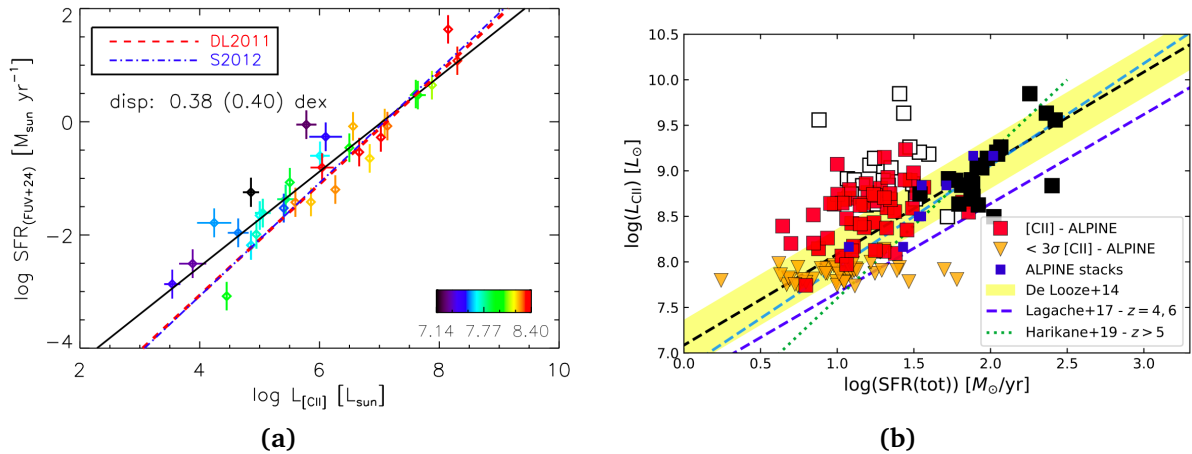 2
0
−2
−4
log SFR(FUV+24) [Msun yr−1]
DL2011
S2012
disp: 0.38 (0.40) dex
7.14 7.77 8.40
2 4 6 8 10
log L[CII] [Lsun]
(a)
10.5
10.0
9.5
9.0
8.5
8.0
7.5
7.0
log(LCII) [L⊙]
[CII] - ALPINE
< 3σ [CII] - ALPINE
ALPINE stacks
De Looze+14
Lagache+17 - z = 4, 6
Harikane+19 - z > 5
0.0 0.5 1.0 1.5 2.0 2.5 3.0
log(SFR(tot)) [M⊙/yr]
(b)